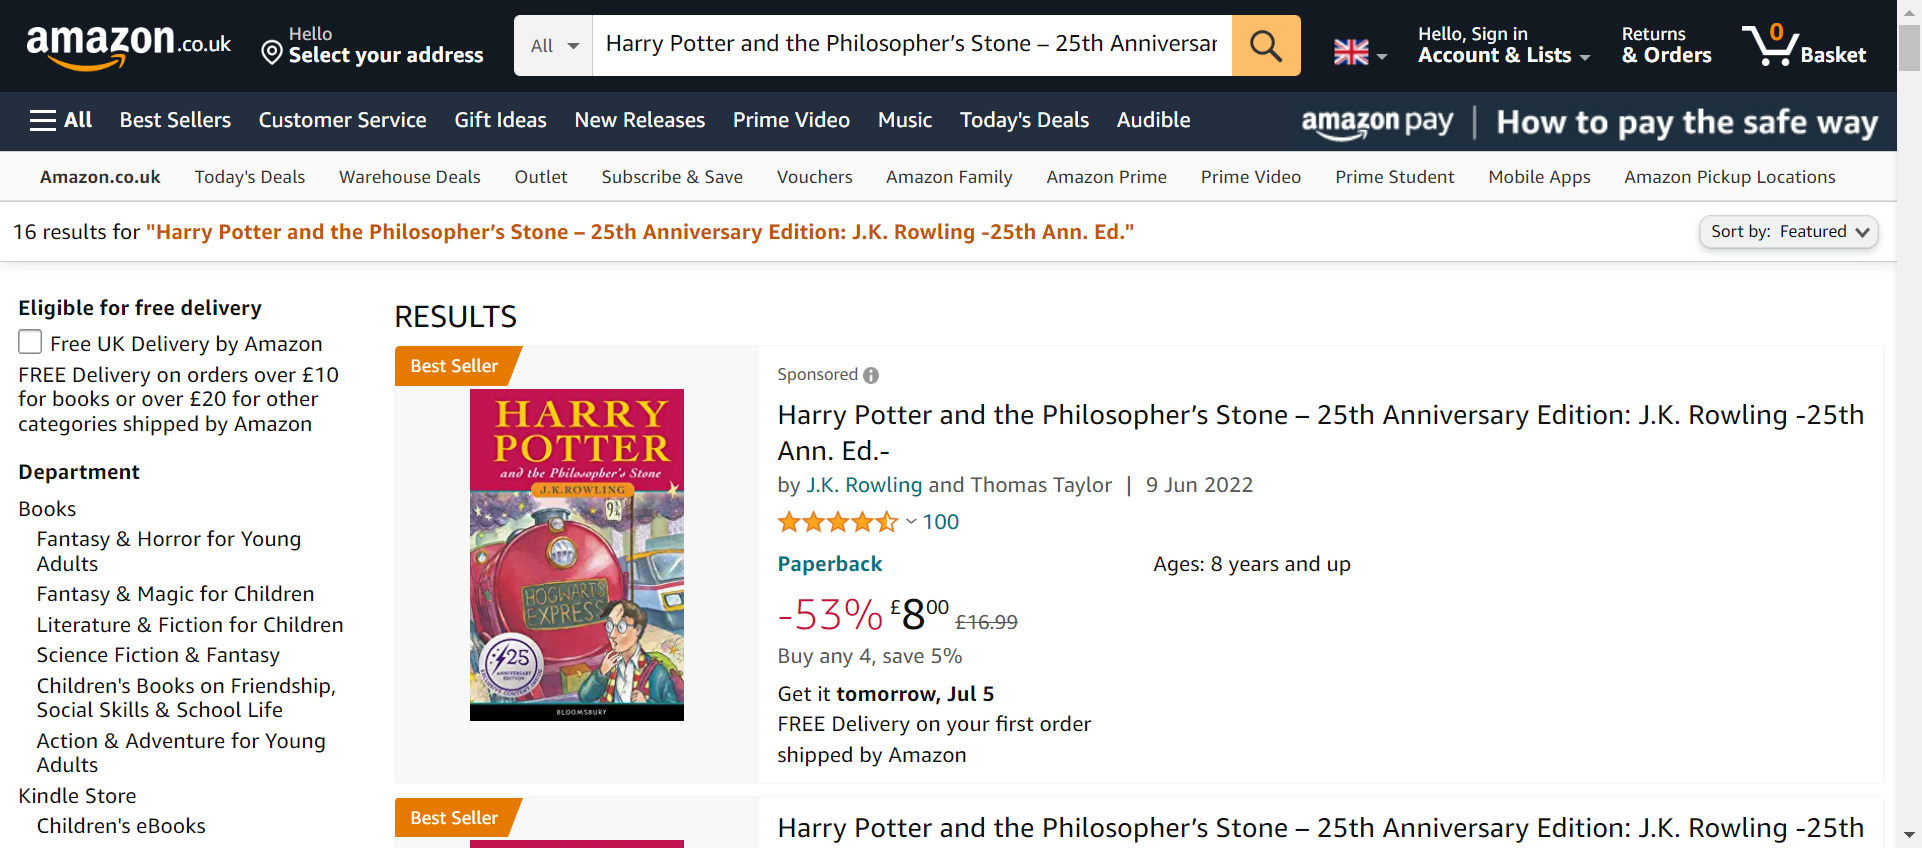 amazon.co.uk
Hello
Select your address
All
Harry Potter and the Philosopher’s Stone – 25th Anniversar
Hello, Sign in
Account & Lists
Returns
& Orders
0
Basket
All
Best Sellers
Customer Service
Gift Ideas
New Releases
Prime Video
Music
Today's Deals
Audible
amazon pay | How to pay the safe way
Amazon.co.uk
Today's Deals
Warehouse Deals
Outlet
Subscribe & Save
Vouchers
Amazon Family
Amazon Prime
Prime Video
Prime Student
Mobile Apps
Amazon Pickup Locations
16 results for "Harry Potter and the Philosopher’s Stone – 25th Anniversary Edition: J.K. Rowling -25th Ann. Ed."
Sort by: Featured
Eligible for free delivery
Free UK Delivery by Amazon
FREE Delivery on orders over £10
for books or over £20 for other
categories shipped by Amazon
Department
Books
Fantasy & Horror for Young
Adults
Fantasy & Magic for Children
Literature & Fiction for Children
Science Fiction & Fantasy
Children's Books on Friendship,
Social Skills & School Life
Action & Adventure for Young
Adults
Kindle Store
Children's eBooks
RESULTS
Best Seller
HARRY
POTTER
and the Philosopher's Stone
J.K.ROWLING
9¾
HOGWARTS
EXPRESS
25
ANNIVERSARY
EDITION
BLOOMSBURY
Sponsored
Harry Potter and the Philosopher’s Stone – 25th Anniversary Edition: J.K. Rowling -25th
Ann. Ed.-
by J.K. Rowling and Thomas Taylor | 9 Jun 2022
100
Paperback
Ages: 8 years and up
-53% £800 £16.99
Buy any 4, save 5%
Get it tomorrow, Jul 5
FREE Delivery on your first order
shipped by Amazon
Best Seller
Harry Potter and the Philosopher’s Stone – 25th Anniversary Edition: J.K. Rowling -25th